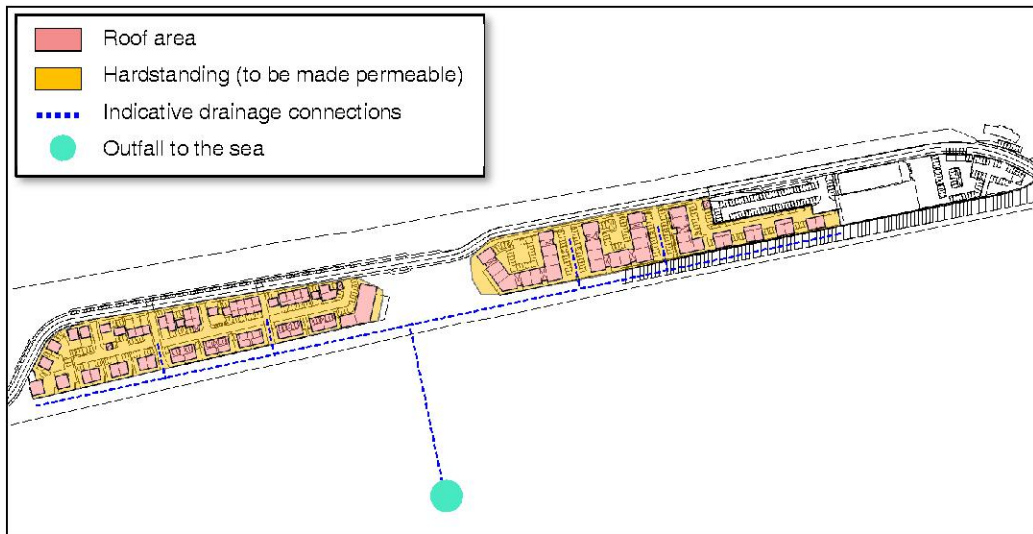 Roof area
Hardstanding (to be made permeable)
Indicative drainage connections
Outfall to the sea